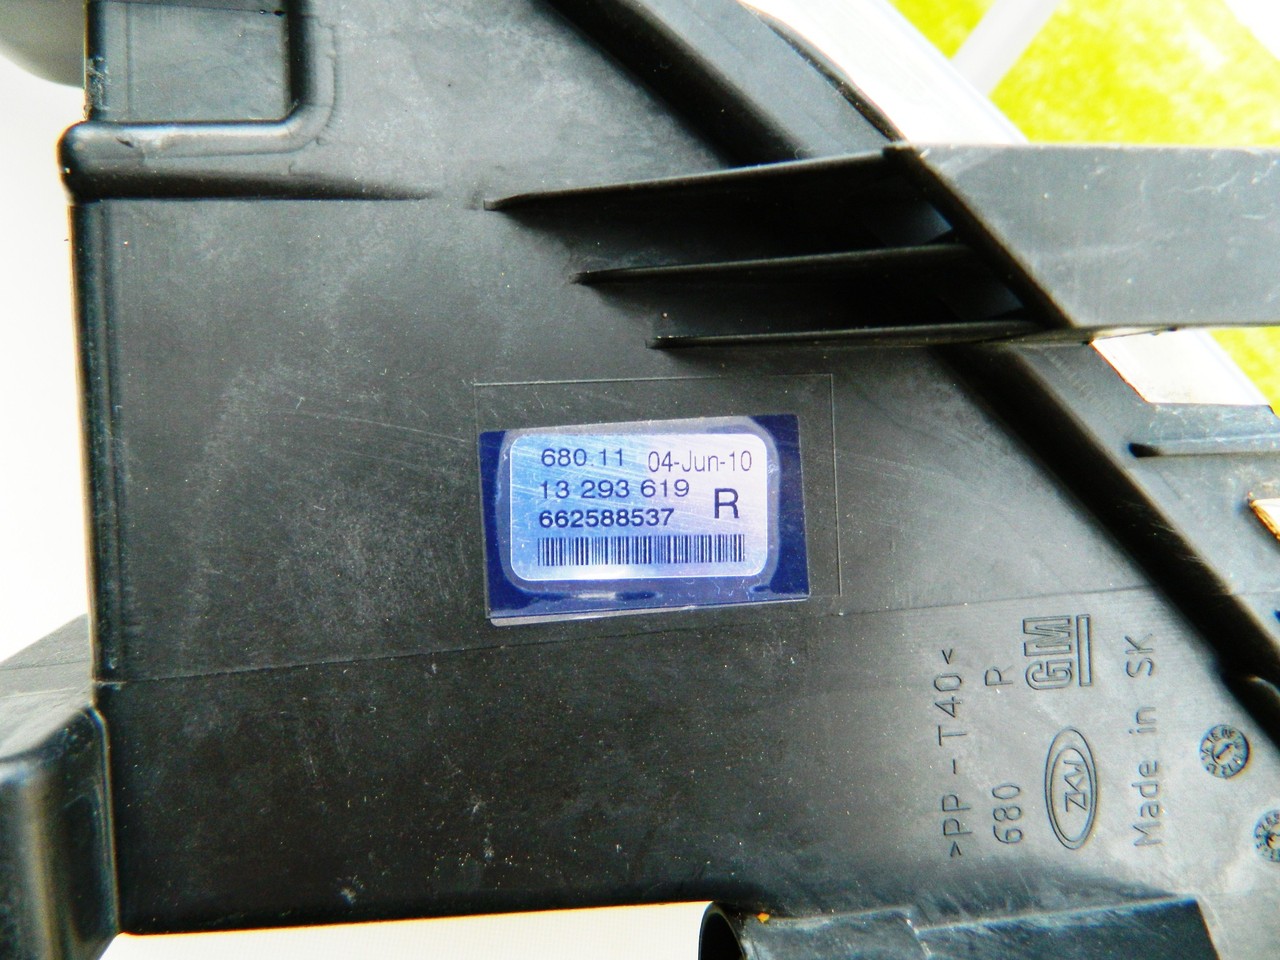 680.11 04-Jun-10
13 293 619 R
662588537
>PP-T40<
680 R
ZKW GM
Made in SK